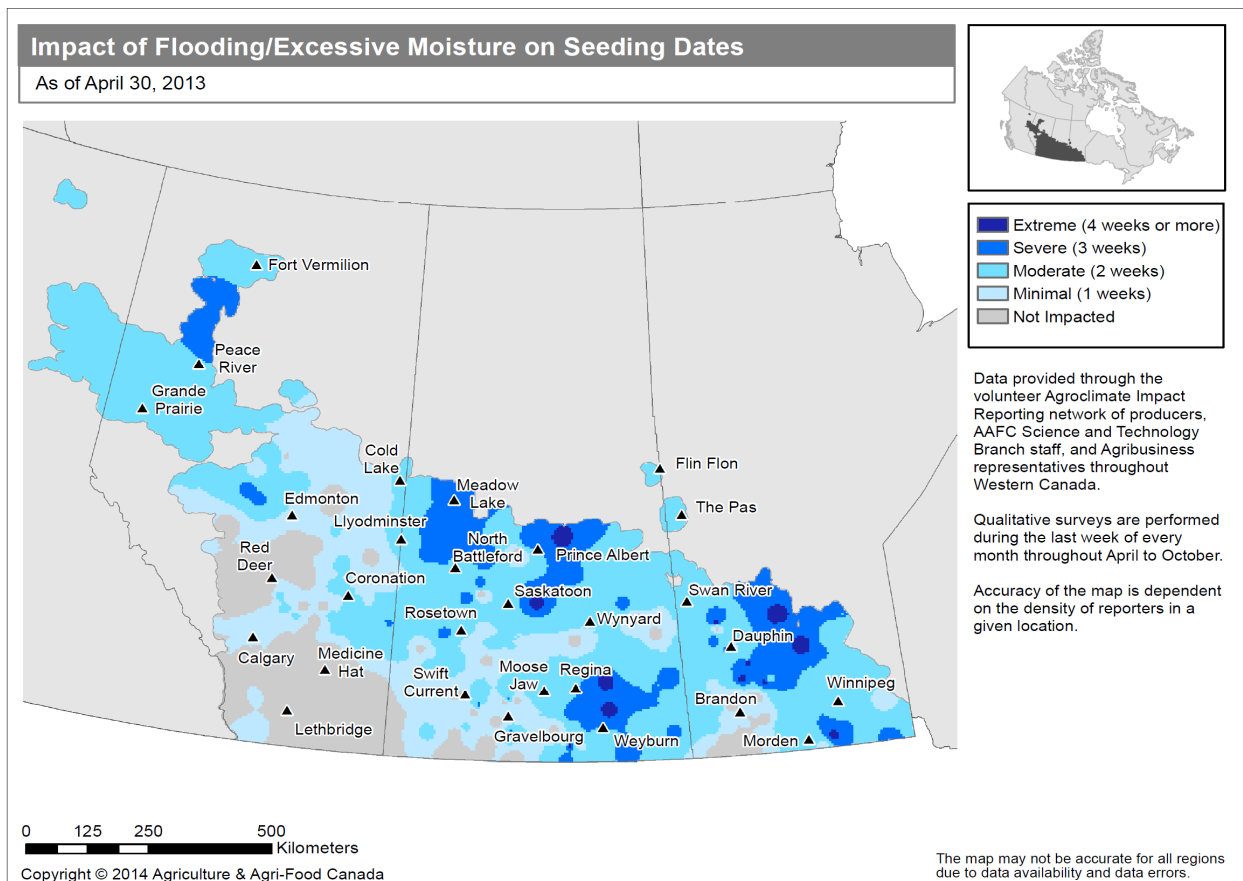 Impact of Flooding/Excessive Moisture on Seeding Dates
As of April 30, 2013
Extreme (4 weeks or more)
Severe (3 weeks)
Moderate (2 weeks)
Minimal (1 weeks)
Not Impacted
Data provided through the
volunteer Agroclimate Impact
Reporting network of producers,
AAFC Science and Technology
Branch staff, and Agribusiness
representatives throughout
Western Canada.
Qualitative surveys are performed
during the last week of every
month throughout April to October.
Accuracy of the map is dependent
on the density of reporters in a
given location.
Fort Vermilion
Peace
River
Grande
Prairie
Cold
Lake
Meadow
Lake
Flin Flon
The Pas
Edmonton
Llyodminster
North
Battleford
Prince Albert
Red
Deer
Coronation
Saskatoon
Swan River
Rosetown
Wynyard
Dauphin
Calgary
Medicine
Hat
Swift
Current
Moose
Jaw
Regina
Brandon
Winnipeg
Lethbridge
Gravelbourg
Weyburn
Morden
0 125 250 500
Kilometers
Copyright © 2014 Agriculture & Agri-Food Canada
The map may not be accurate for all regions
due to data availability and data errors.